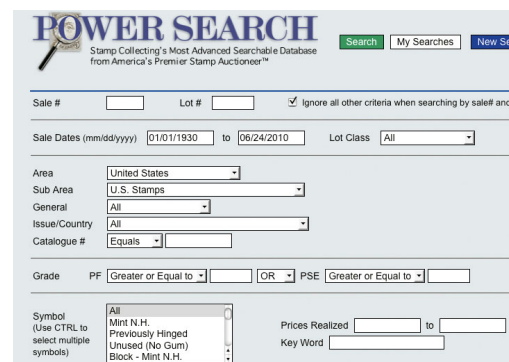 POWER SEARCH
Stamp Collecting's Most Advanced Searchable Database
from America's Premier Stamp Auctioneer™
Search My Searches New Se
Sale # Lot # Ignore all other criteria when searching by sale# and
Sale Dates (mm/dd/yyyy) 01/01/1930 to 06/24/2010 Lot Class All
Area United States
Sub Area U.S. Stamps
General All
Issue/Country All
Catalogue # Equals
Grade PF Greater or Equal to OR PSE Greater or Equal to
Symbol
(Use CTRL to
select multiple
symbols)
All
Mint N.H.
Previously Hinged
Unused (No Gum)
Block - Mint N.H.
Prices Realized to
Key Word